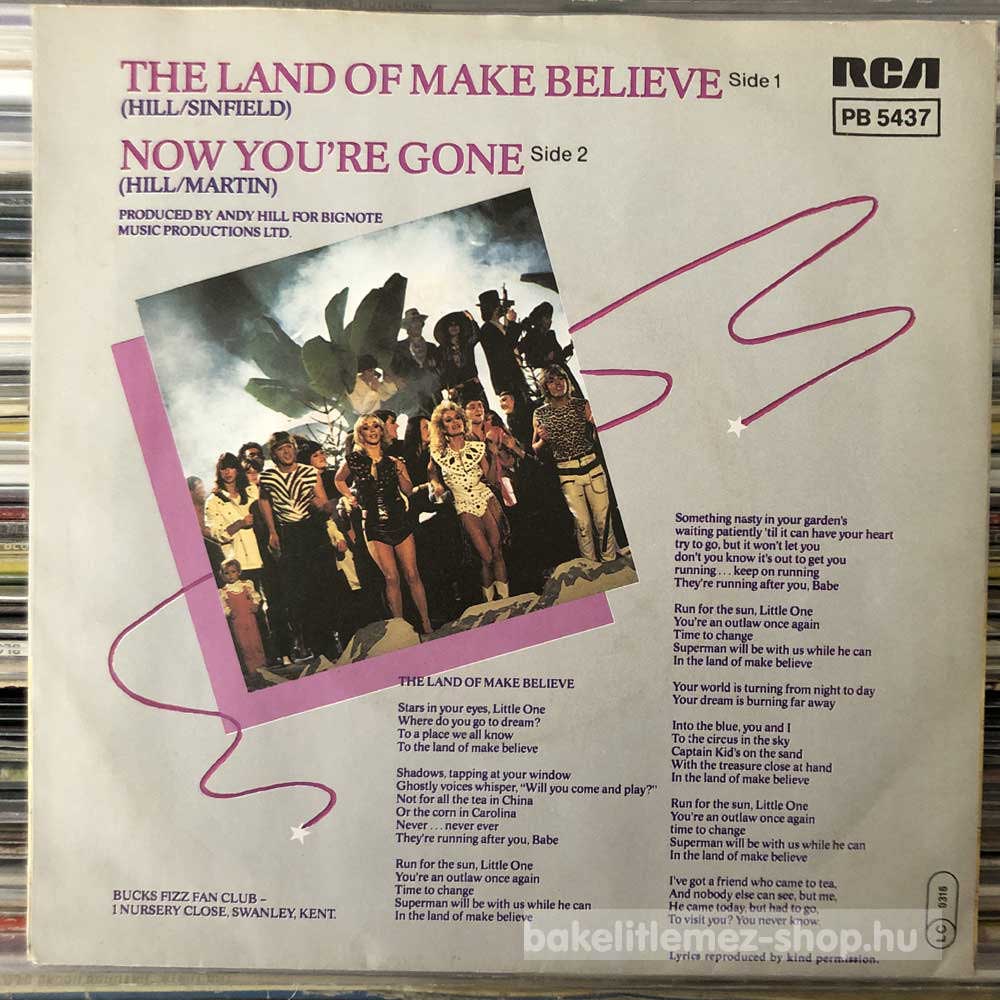 THE LAND OF MAKE BELIEVE Side 1
(HILL/SINFIELD)
NOW YOU'RE GONE Side 2
(HILL/MARTIN)
PRODUCED BY ANDY HILL FOR BIGNOTE
MUSIC PRODUCTIONS LTD.
RCA
PB 5437
THE LAND OF MAKE BELIEVE
Stars in your eyes, Little One
Where do you go to dream?
To a place we all know
To the land of make believe
Shadows, tapping at your window
Ghostly voices whisper, "Will you come and play?"
Not for all the tea in China
Or the corn in Carolina
Never... never ever
They're running after you, Babe
Run for the sun, Little One
You're an outlaw once again
Time to change
Superman will be with us while he can
In the land of make believe
Something nasty in your garden's
waiting patiently 'til it can have your heart
try to go, but it won't let you
don't you know it's out to get you
running... keep on running
They're running after you, Babe
Run for the sun, Little One
You're an outlaw once again
Time to change
Superman will be with us while he can
In the land of make believe
Your world is turning from night to day
Your dream is burning far away
Into the blue, you and I
To the circus in the sky
Captain Kid's on the sand
With the treasure close at hand
In the land of make believe
Run for the sun, Little One
You're an outlaw once again
time to change
Superman will be with us while he can
In the land of make believe
I've got a friend who came to tea,
And nobody else can see, but me,
He came today, but had to go,
To visit you? You never know.
Lyrics reproduced by kind permission.
BUCKS FIZZ FAN CLUB –
1 NURSERY CLOSE, SWANLEY, KENT.
LC 0316
bakelitlemez-shop.hu